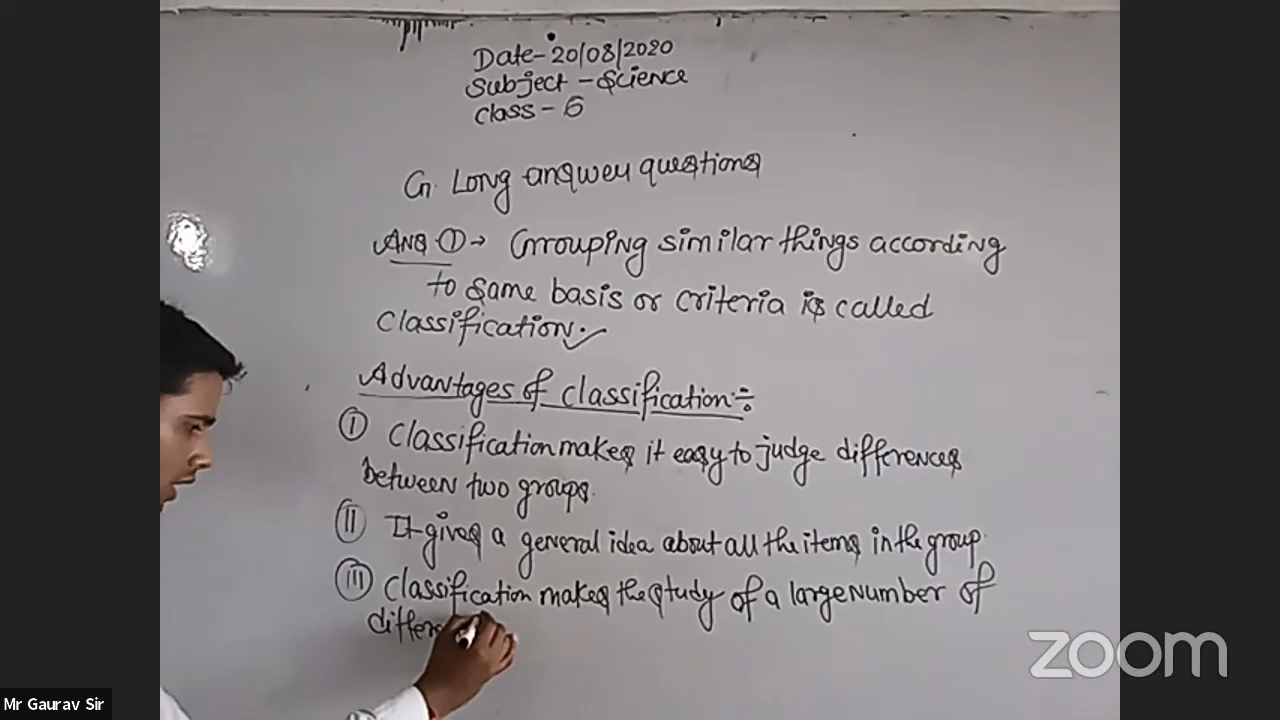 Date-20/08/2020
Subject-Science
Class-6
G. Long answer questions
Ans ①→ Grouping similar things according
to same basis or criteria is called
Classification.
Advantages of classification÷
Ⓘ Classification makes it easy to judge differences
between two groups.
Ⓘ It gives a general idea about all the items in the group.
Ⓘ Classification makes the study of a large number of
differ
zoom
Mr Gaurav Sir